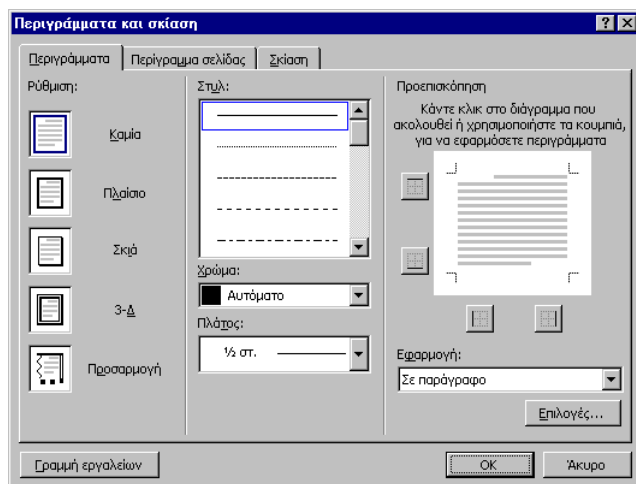 Περιγράμματα και σκίαση
Περιγράμματα Περίγραμμα σελίδας Σκίαση
Ρύθμιση:
Καμία
Πλαίσιο
Σκιά
3-Δ
Προσαρμογή
Στυλ:
Χρώμα:
Αυτόματο
Πλάτος:
½ στ.
Προεπισκόπηση
Κάντε κλικ στο διάγραμμα που
ακολουθεί ή χρησιμοποιήστε τα κουμπιά,
για να εφαρμόσετε περιγράμματα
Εφαρμογή:
Σε παράγραφο
Επιλογές...
Γραμμή εργαλείων OK Άκυρο